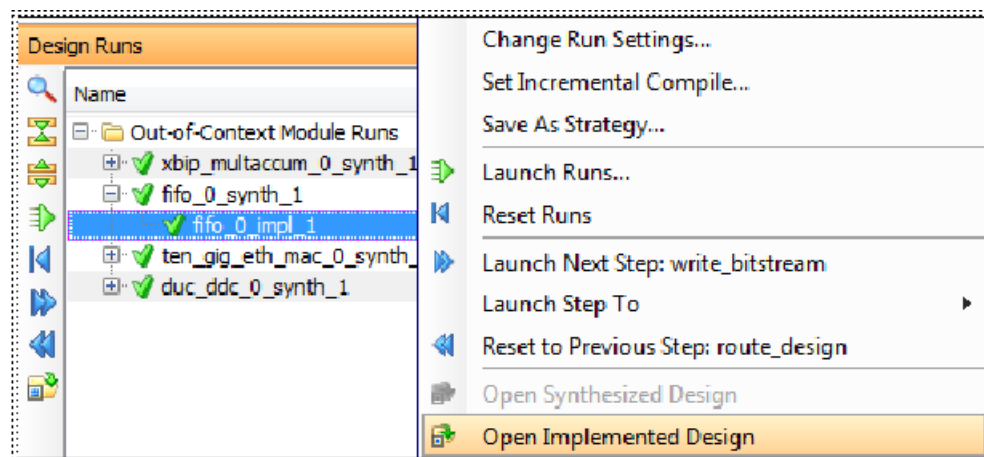 Design Runs
Name
Out-of-Context Module Runs
xbip_multaccum_0_synth_1
fifo_0_synth_1
fifo_0_impl_1
ten_gig_eth_mac_0_synth_
duc_ddc_0_synth_1
Change Run Settings...
Set Incremental Compile...
Save As Strategy...
Launch Runs...
Reset Runs
Launch Next Step: write_bitstream
Launch Step To
Reset to Previous Step: route_design
Open Synthesized Design
Open Implemented Design